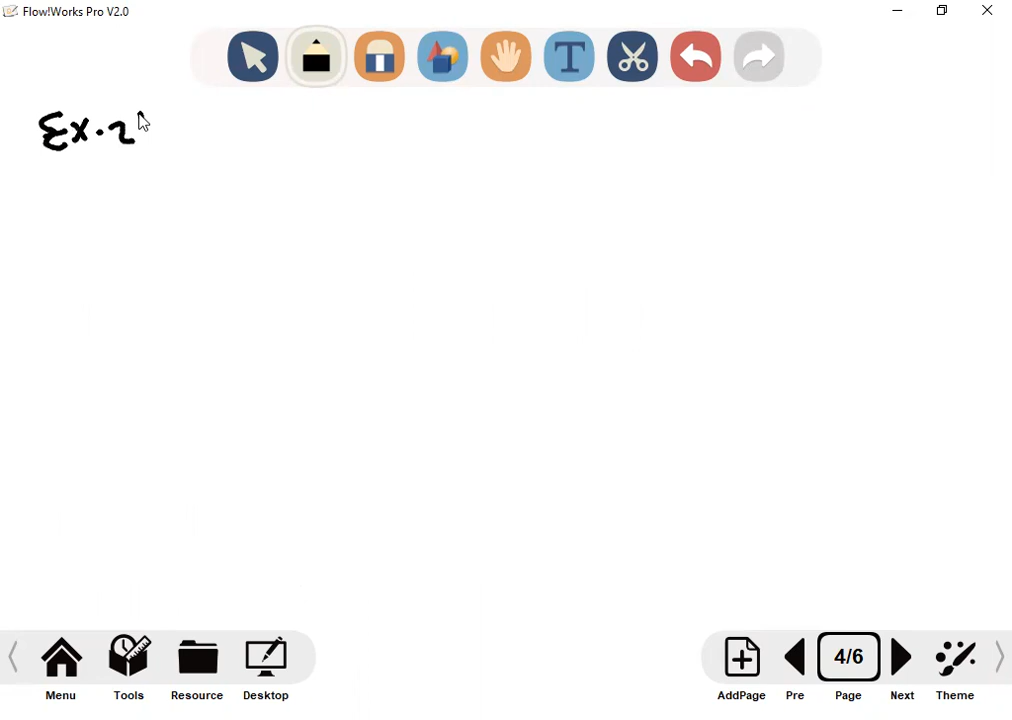 Flow!Works Pro V2.0
T
Ex.2
Menu
Tools
Resource
Desktop
AddPage
Pre
4/6
Page
Next
Theme